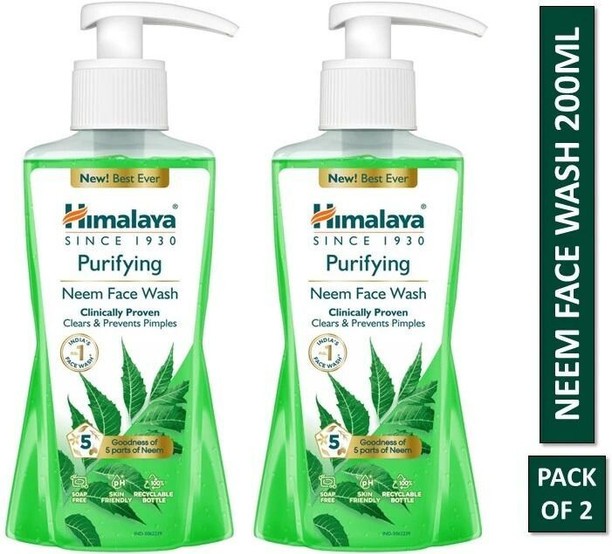 New! Best Ever
Himalaya®
SINCE 1930
Purifying
Neem Face Wash
Clinically Proven
Clears & Prevents Pimples
INDIA'S
1
FACE WASH
5
Goodness of
5 parts of Neem
SOAP FREE
pH
SKIN FRIENDLY
100%
RECYCLABLE BOTTLE
New! Best Ever
Himalaya®
SINCE 1930
Purifying
Neem Face Wash
Clinically Proven
Clears & Prevents Pimples
INDIA'S
1
FACE WASH
5
Goodness of
5 parts of Neem
SOAP FREE
pH
SKIN FRIENDLY
100%
RECYCLABLE BOTTLE
NEEM FACE WASH 200ML
PACK
OF 2